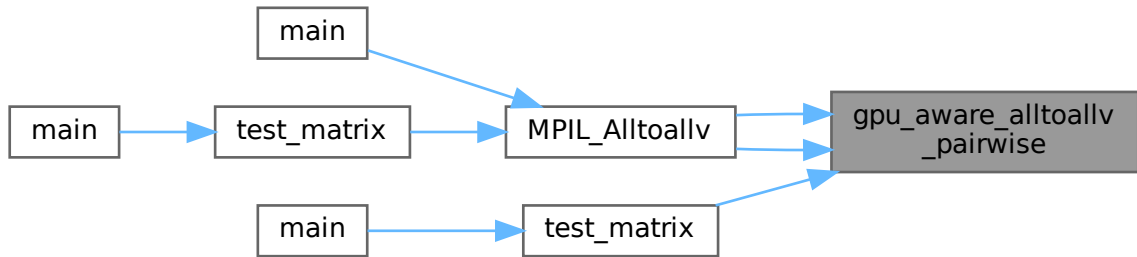 main
main
test_matrix
MPIL_Alltoallv
gpu_aware_alltoallv
_pairwise
main
test_matrix